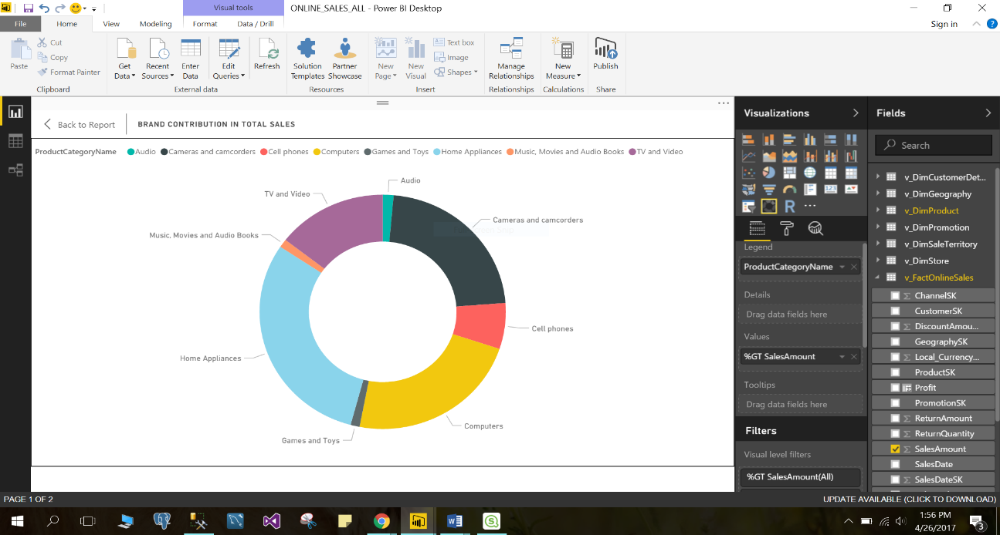 Visual tools
ONLINE_SALES_ALL - Power BI Desktop
File Home View Modeling Format Data / Drill Sign in
Paste
Cut
Copy
Format Painter
Clipboard
Get Data
Recent Sources
Enter Data
Edit Queries
Refresh
External data
Solution Templates
Partner Showcase
Resources
New Page
New Visual
Text box
Image
Shapes
Insert
Manage Relationships
Relationships
New Measure
Calculations
Publish
Share
Back to Report
BRAND CONTRIBUTION IN TOTAL SALES
ProductCategoryName Audio Cameras and camcorders Cell phones Computers Games and Toys Home Appliances Music, Movies and Audio Books TV and Video
Audio
TV and Video
Cameras and camcorders
Music, Movies and Audio Books
Cell phones
Home Appliances
Computers
Games and Toys
Visualizations
R
123
Legend
ProductCategoryName
Details
Drag data fields here
Values
%GT SalesAmount
Tooltips
Drag data fields here
Filters
Visual level filters
%GT SalesAmount(All)
Fields
Search
v_DimCustomerDet...
v_DimGeography
v_DimProduct
v_DimPromotion
v_DimSaleTerritory
v_DimStore
v_FactOnlineSales
ChannelSK
CustomerSK
DiscountAmou...
GeographySK
Local_Currency...
ProductSK
Profit
PromotionSK
ReturnAmount
ReturnQuantity
SalesAmount
SalesDate
SalesDateSK
PAGE 1 OF 2
UPDATE AVAILABLE (CLICK TO DOWNLOAD)
1:56 PM
4/26/2017
3